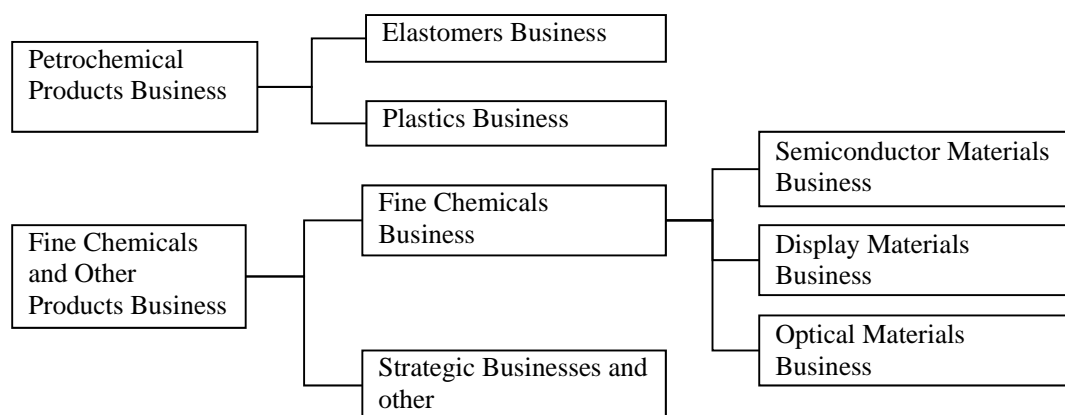 Petrochemical
Products Business
Elastomers Business
Plastics Business
Fine Chemicals
and Other
Products Business
Fine Chemicals
Business
Strategic Businesses and
other
Semiconductor Materials
Business
Display Materials
Business
Optical Materials
Business